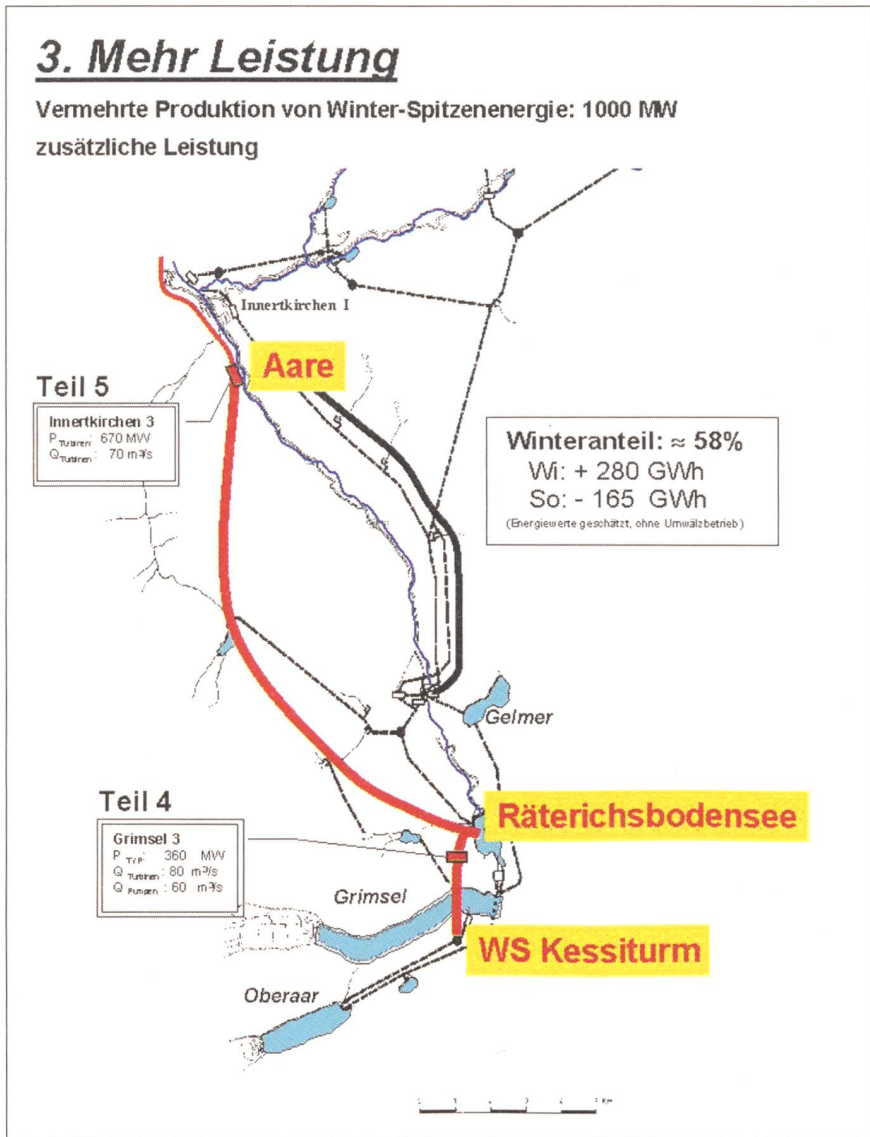 3. Mehr Leistung
Vermehrte Produktion von Winter-Spitzenenergie: 1000 MW
zusätzliche Leistung
Innertkirchen I
Aare
Teil 5
Innertkirchen 3
P Turbinen: 670 MW
Q Turbinen: 70 m³/s
Winteranteil: ≈ 58%
Wi: + 280 GWh
So: - 165 GWh
(Energiewerte geschätzt, ohne Umwälzbetrieb)
Gelmer
Teil 4
Grimsel 3
P T/P: 360 MW
Q Turbinen: 80 m³/s
Q Pumpen: 60 m³/s
Räterichsbodensee
Grimsel
WS Kessiturm
Oberaar